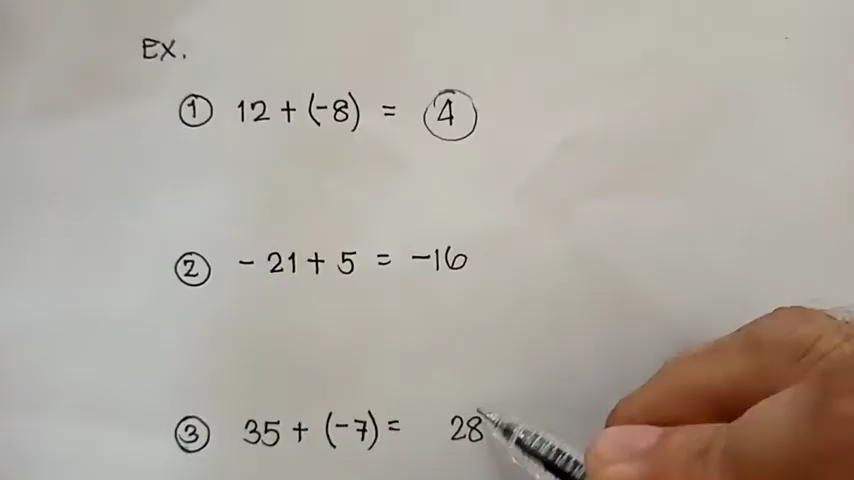 EX.
① 12 + (-8) = 4
② - 21 + 5 = -16
③ 35 + (-7) = 28